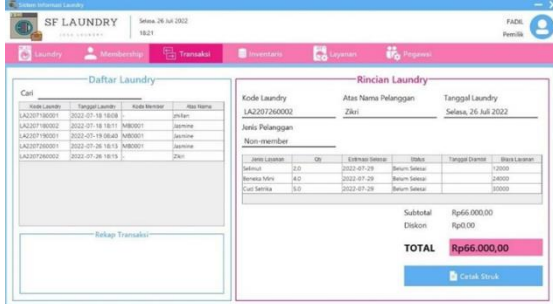 Sistem Informasi Laundry
SF LAUNDRY
Selasa, 26 Juli 2022
18:21
FADIL
Pemilik
Laundry
Membership
Transaksi
Inventaris
Layanan
Pegawai
Daftar Laundry
Cari
Kode Laundry Tanggal Laundry Kode Member Atas Nama
LA2207180001 2022-07-18 18:08 -
LA2207180002 2022-07-18 18:11 MB0001 Jasmine
LA2207190001 2022-07-19 08:40 MB0001 Jasmine
LA2207260001 2022-07-26 18:13 MB0001 Jasmine
LA2207260002 2022-07-26 18:15 - Zikri
Rekap Transaksi
Rincian Laundry
Kode Laundry Atas Nama Pelanggan Tanggal Laundry
LA2207260002 Zikri Selasa, 26 Juli 2022
Jenis Pelanggan
Non-member
Jenis Layanan Qty Estimasi Selesai Status Tanggal Diambil Biaya Layanan
Selimut 2.0 2022-07-29 Belum Selesai 12000
Boneka Mini 4.0 2022-07-29 Belum Selesai 24000
Cuci Setrika 5.0 2022-07-29 Belum Selesai 30000
Subtotal Rp66.000,00
Diskon Rp0.00
TOTAL Rp66.000,00
Cetak Struk